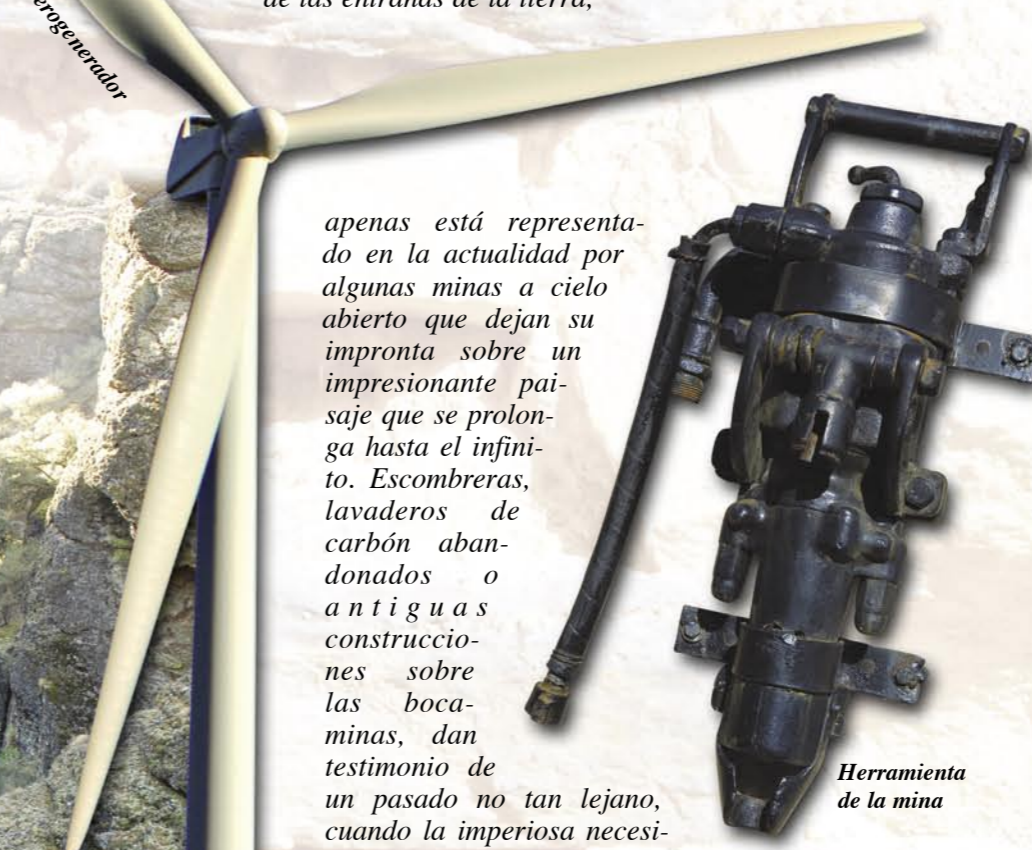 de las entrañas de la tierra,
erogenerador
apenas está representa-
do en la actualidad por
algunas minas a cielo
abierto que dejan su
impronta sobre un
impresionante pai-
saje que se prolon-
ga hasta el infini-
to. Escombreras,
lavaderos de
carbón aban-
donados o
antiguas
construccio-
nes sobre
las boca-
minas, dan
testimonio de
un pasado no tan lejano,
cuando la imperiosa necesi-
Herramienta
de la mina